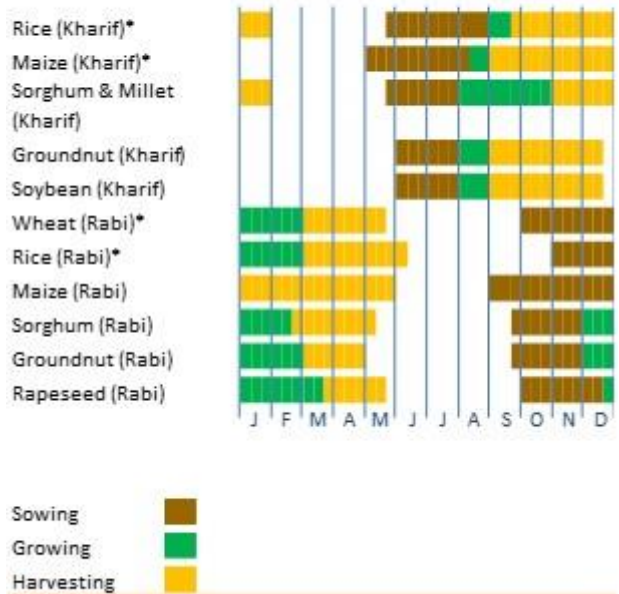 Rice (Kharif)*
Maize (Kharif)*
Sorghum & Millet
(Kharif)
Groundnut (Kharif)
Soybean (Kharif)
Wheat (Rabi)*
Rice (Rabi)*
Maize (Rabi)
Sorghum (Rabi)
Groundnut (Rabi)
Rapeseed (Rabi)
J F M A M J J A S O N D
Sowing
Growing
Harvesting